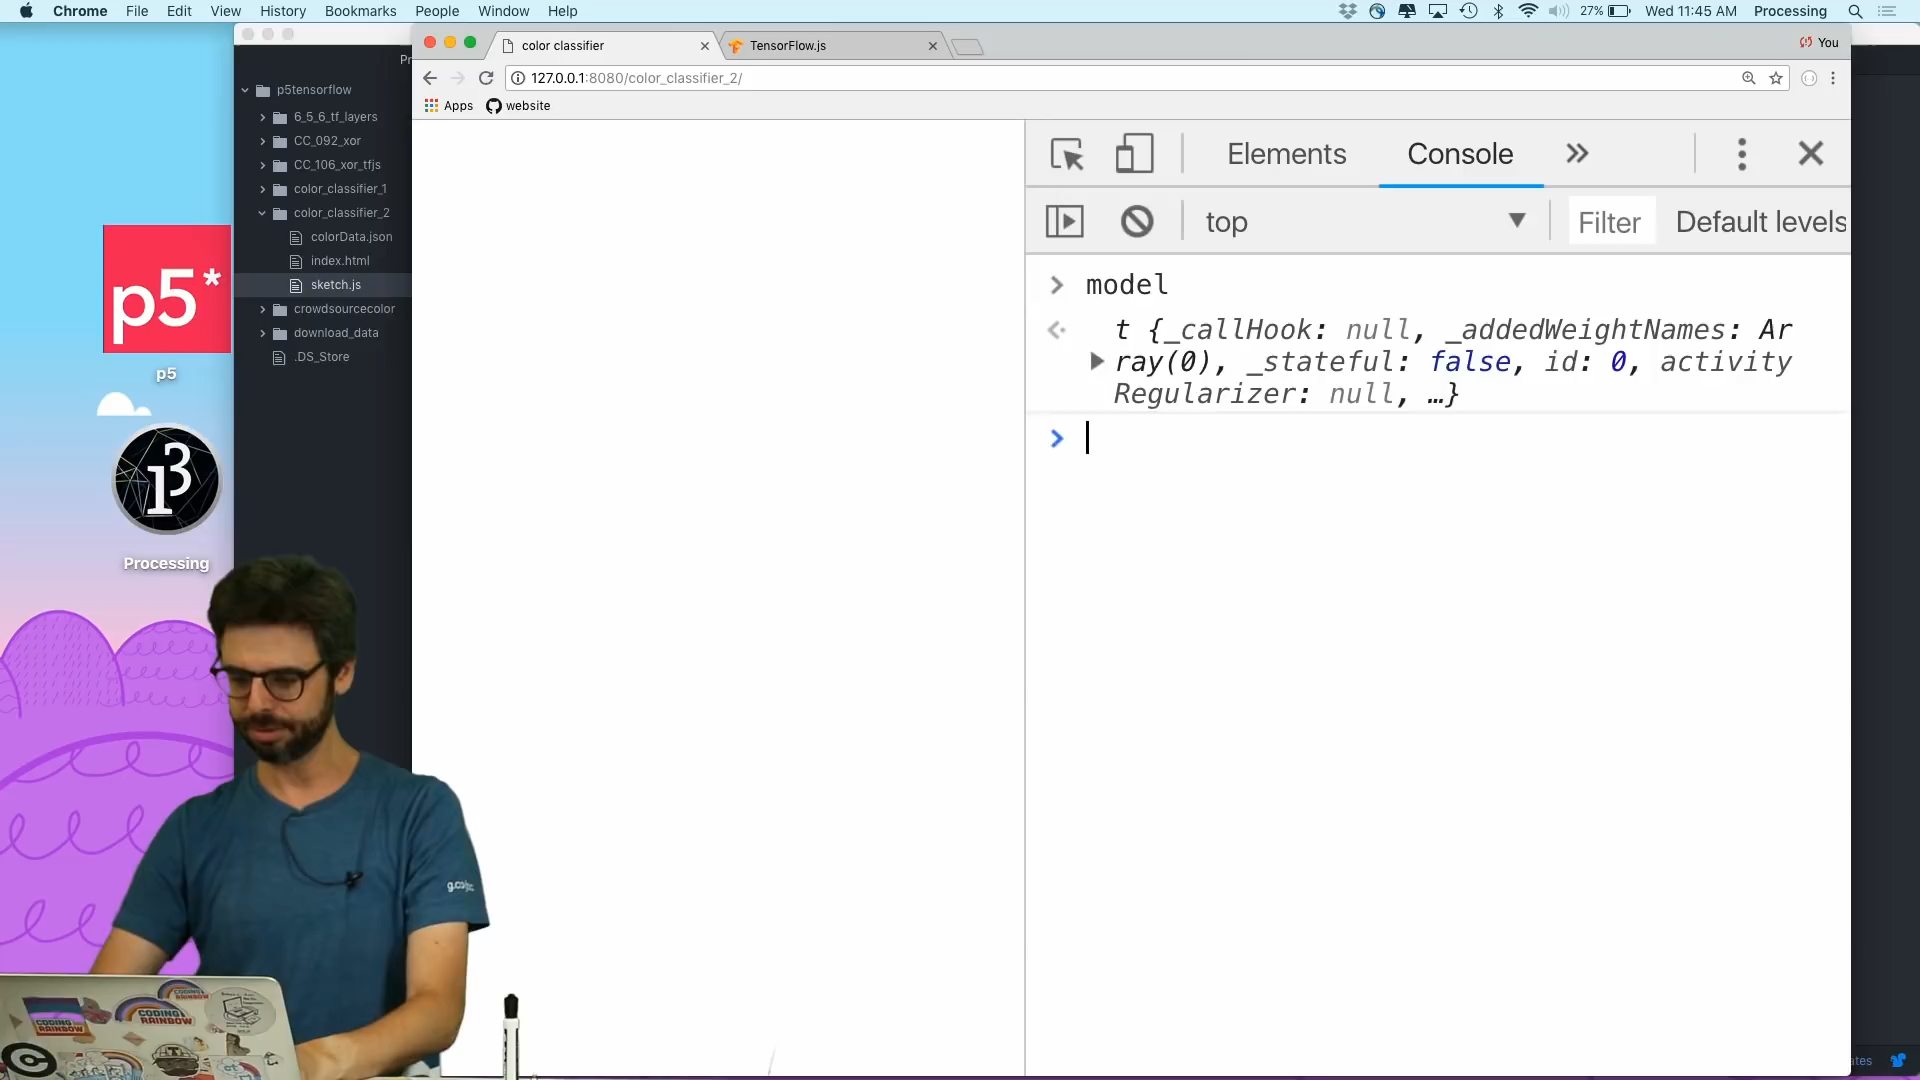 Chrome File Edit View History Bookmarks People Window Help
27% Wed 11:45 AM Processing
color classifier
TensorFlow.js
You
127.0.0.1:8080/color_classifier_2/
Apps website
Pr
p5tensorflow
6_5_6_tf_layers
CC_092_xor
CC_106_xor_tfjs
color_classifier_1
color_classifier_2
colorData.json
index.html
sketch.js
crowdsourcecolor
download_data
.DS_Store
p5*
p5
Processing
Elements Console
top Filter Default levels
model
t {_callHook: null, _addedWeightNames: Ar
ray(0), _stateful: false, id: 0, activity
Regularizer: null, …}
CODING
RAINBOW
CODING
RAINBOW
ates